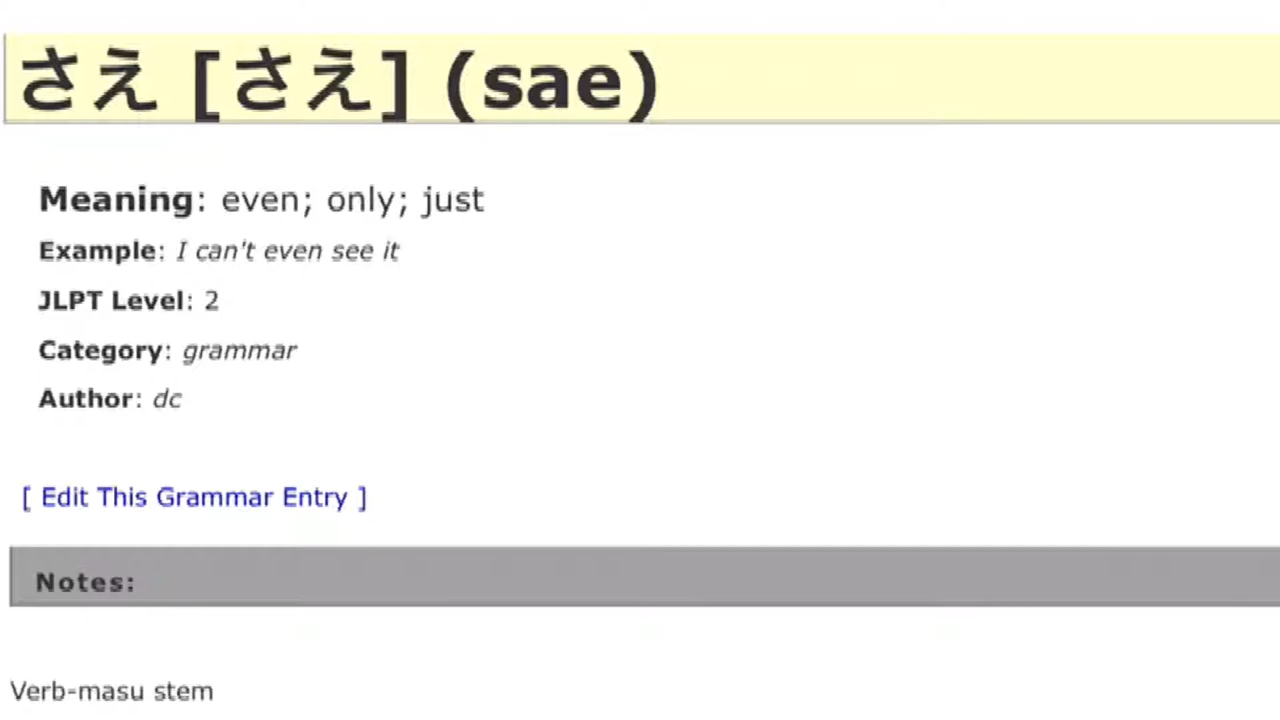 さえ [さえ] (sae)
Meaning: even; only; just
Example: I can't even see it
JLPT Level: 2
Category: grammar
Author: dc
[ Edit This Grammar Entry ]
Notes:
Verb-masu stem